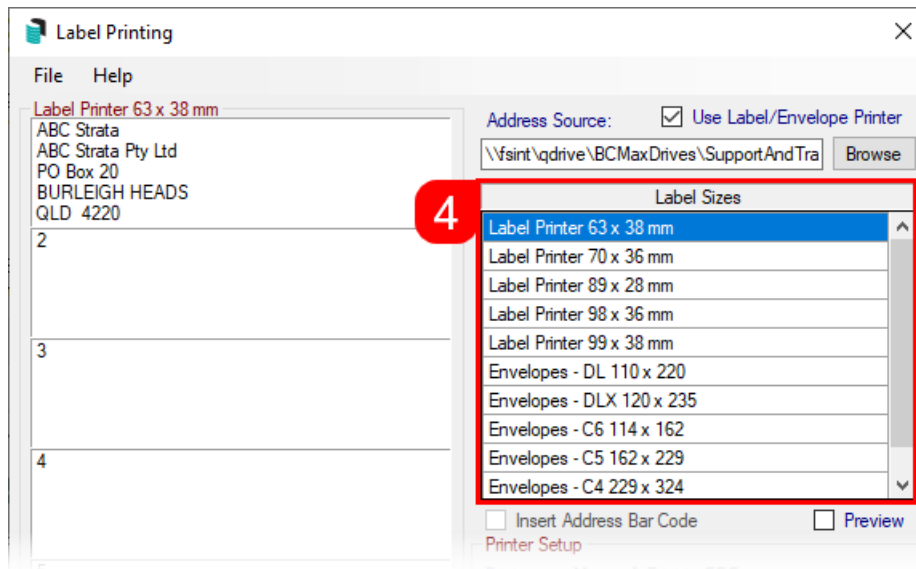 Label Printing
File Help
Label Printer 63 x 38 mm
ABC Strata
ABC Strata Pty Ltd
PO Box 20
BURLEIGH HEADS
QLD 4220
2
3
4
Address Source:
Use Label/Envelope Printer
\\fsint\qdrive\BCMaxDrives\SupportAndTra
Browse
4
Label Sizes
Label Printer 63 x 38 mm
Label Printer 70 x 36 mm
Label Printer 89 x 28 mm
Label Printer 98 x 36 mm
Label Printer 99 x 38 mm
Envelopes - DL 110 x 220
Envelopes - DLX 120 x 235
Envelopes - C6 114 x 162
Envelopes - C5 162 x 229
Envelopes - C4 229 x 324
Insert Address Bar Code
Preview
Printer Setup